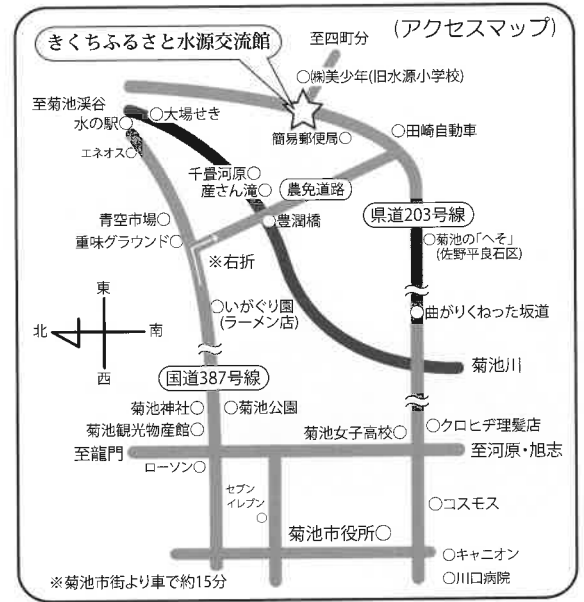 (アクセスマップ)
きくちふるさと水源交流館
至四町分
㈱美少年(旧水源小学校)
至菊池渓谷
水の駅
大場せき
簡易郵便局
田崎自動車
エネオス
千畳河原
産さん滝
農免道路
県道203号線
青空市場
重味グラウンド
豊潤橋
菊池の「へそ」
(佐野平良石区)
※右折
いがぐり園
(ラーメン店)
曲がりくねった坂道
東
北
南
西
菊池川
国道387号線
菊池神社
菊池公園
菊池観光物産館
菊池女子高校
クロヒヂ理髪店
至龍門
至河原・旭志
ローソン
セブン
イレブン
コスモス
菊池市役所
キャニオン
※菊池市街より車で約15分
川口病院